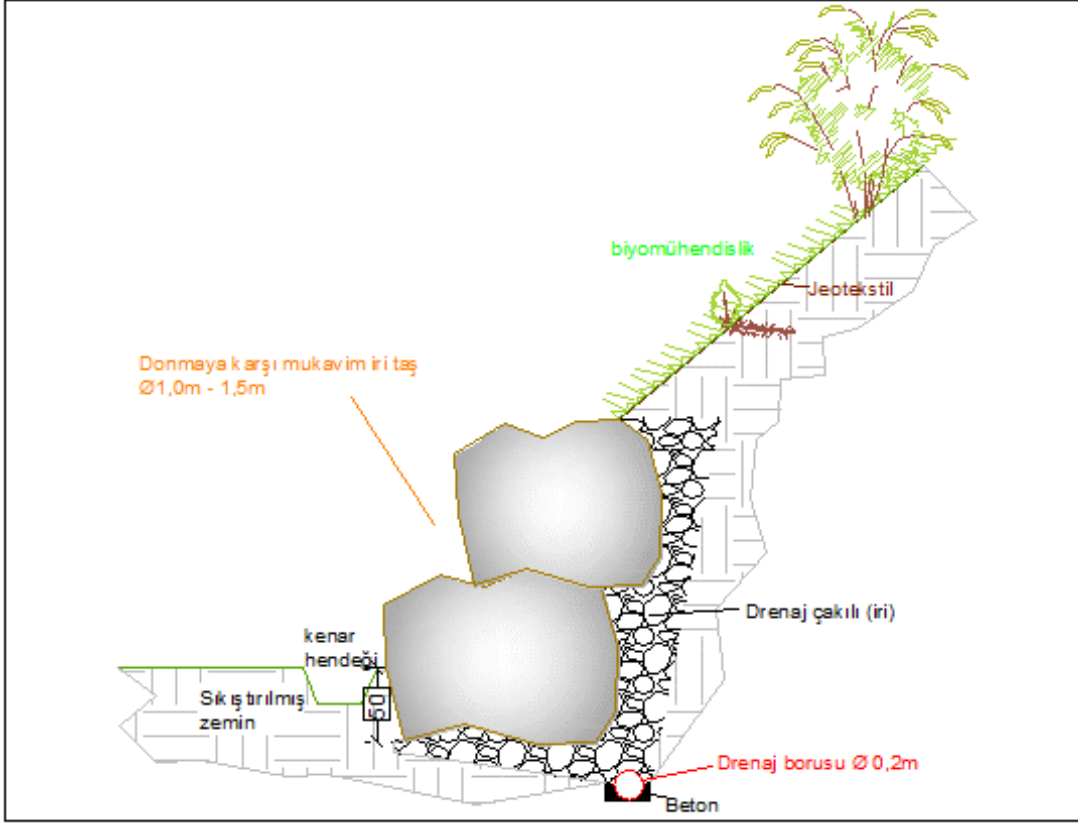 biyomühendislik
Jeotekstil
Donmaya karşı mukavim iri taş
Ø1,0m - 1,5m
Drenaj çakılı (iri)
kenar
hendeği
50
Sıkıştırılmış
zemin
Drenaj borusu Ø 0,2m
Beton